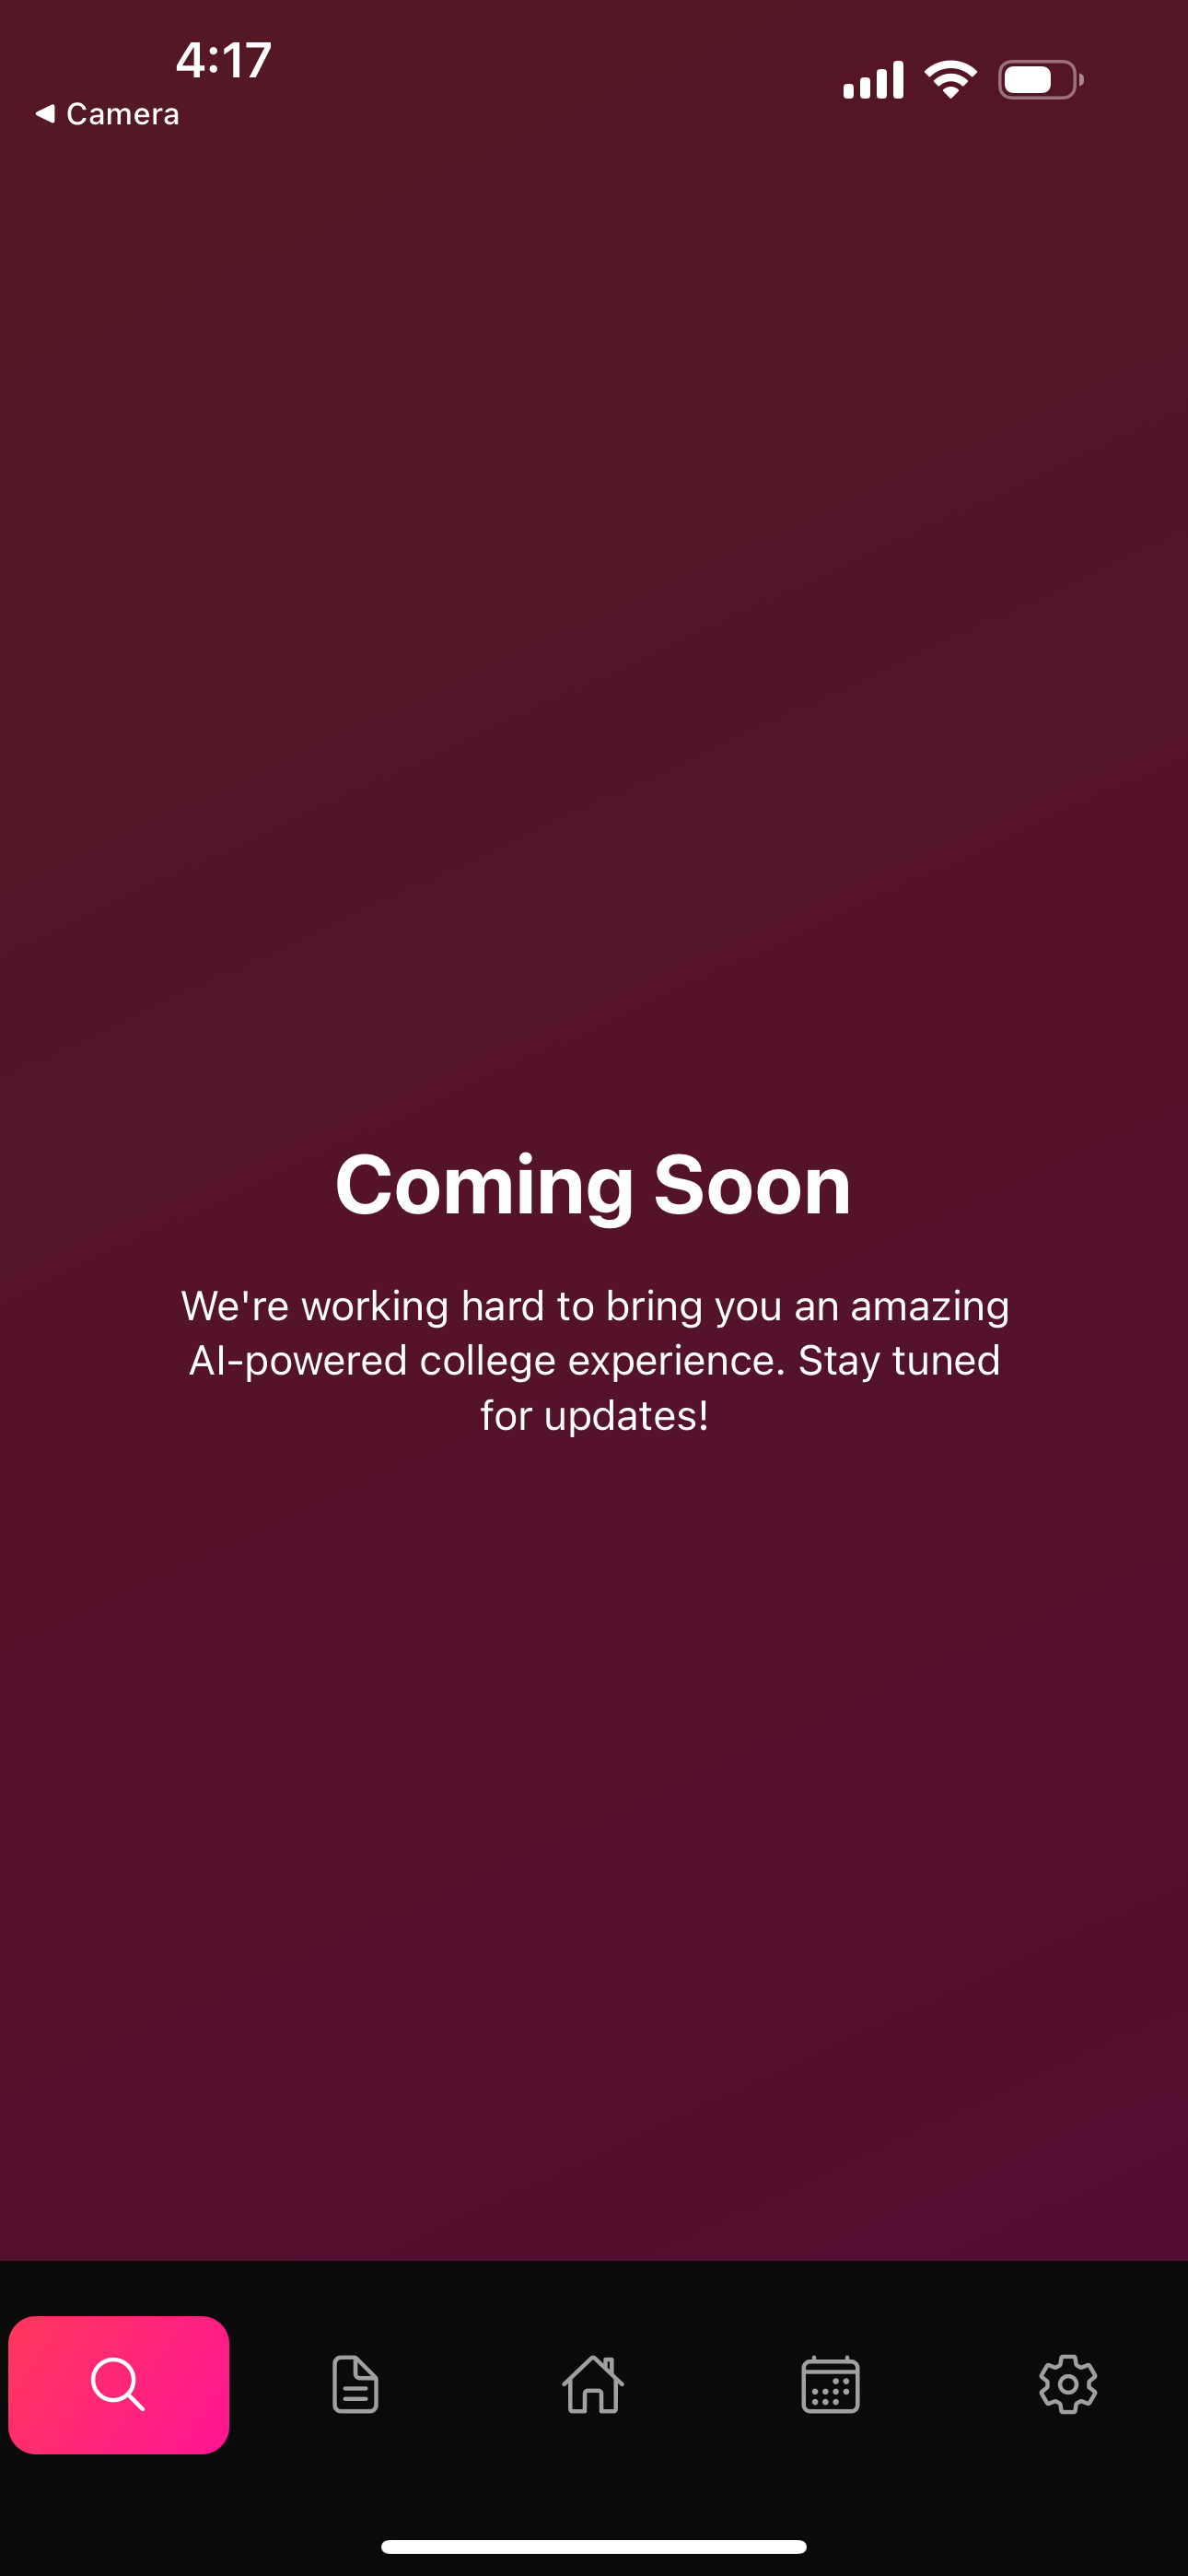 4:17
◀ Camera
Coming Soon
We're working hard to bring you an amazing
AI-powered college experience. Stay tuned
for updates!